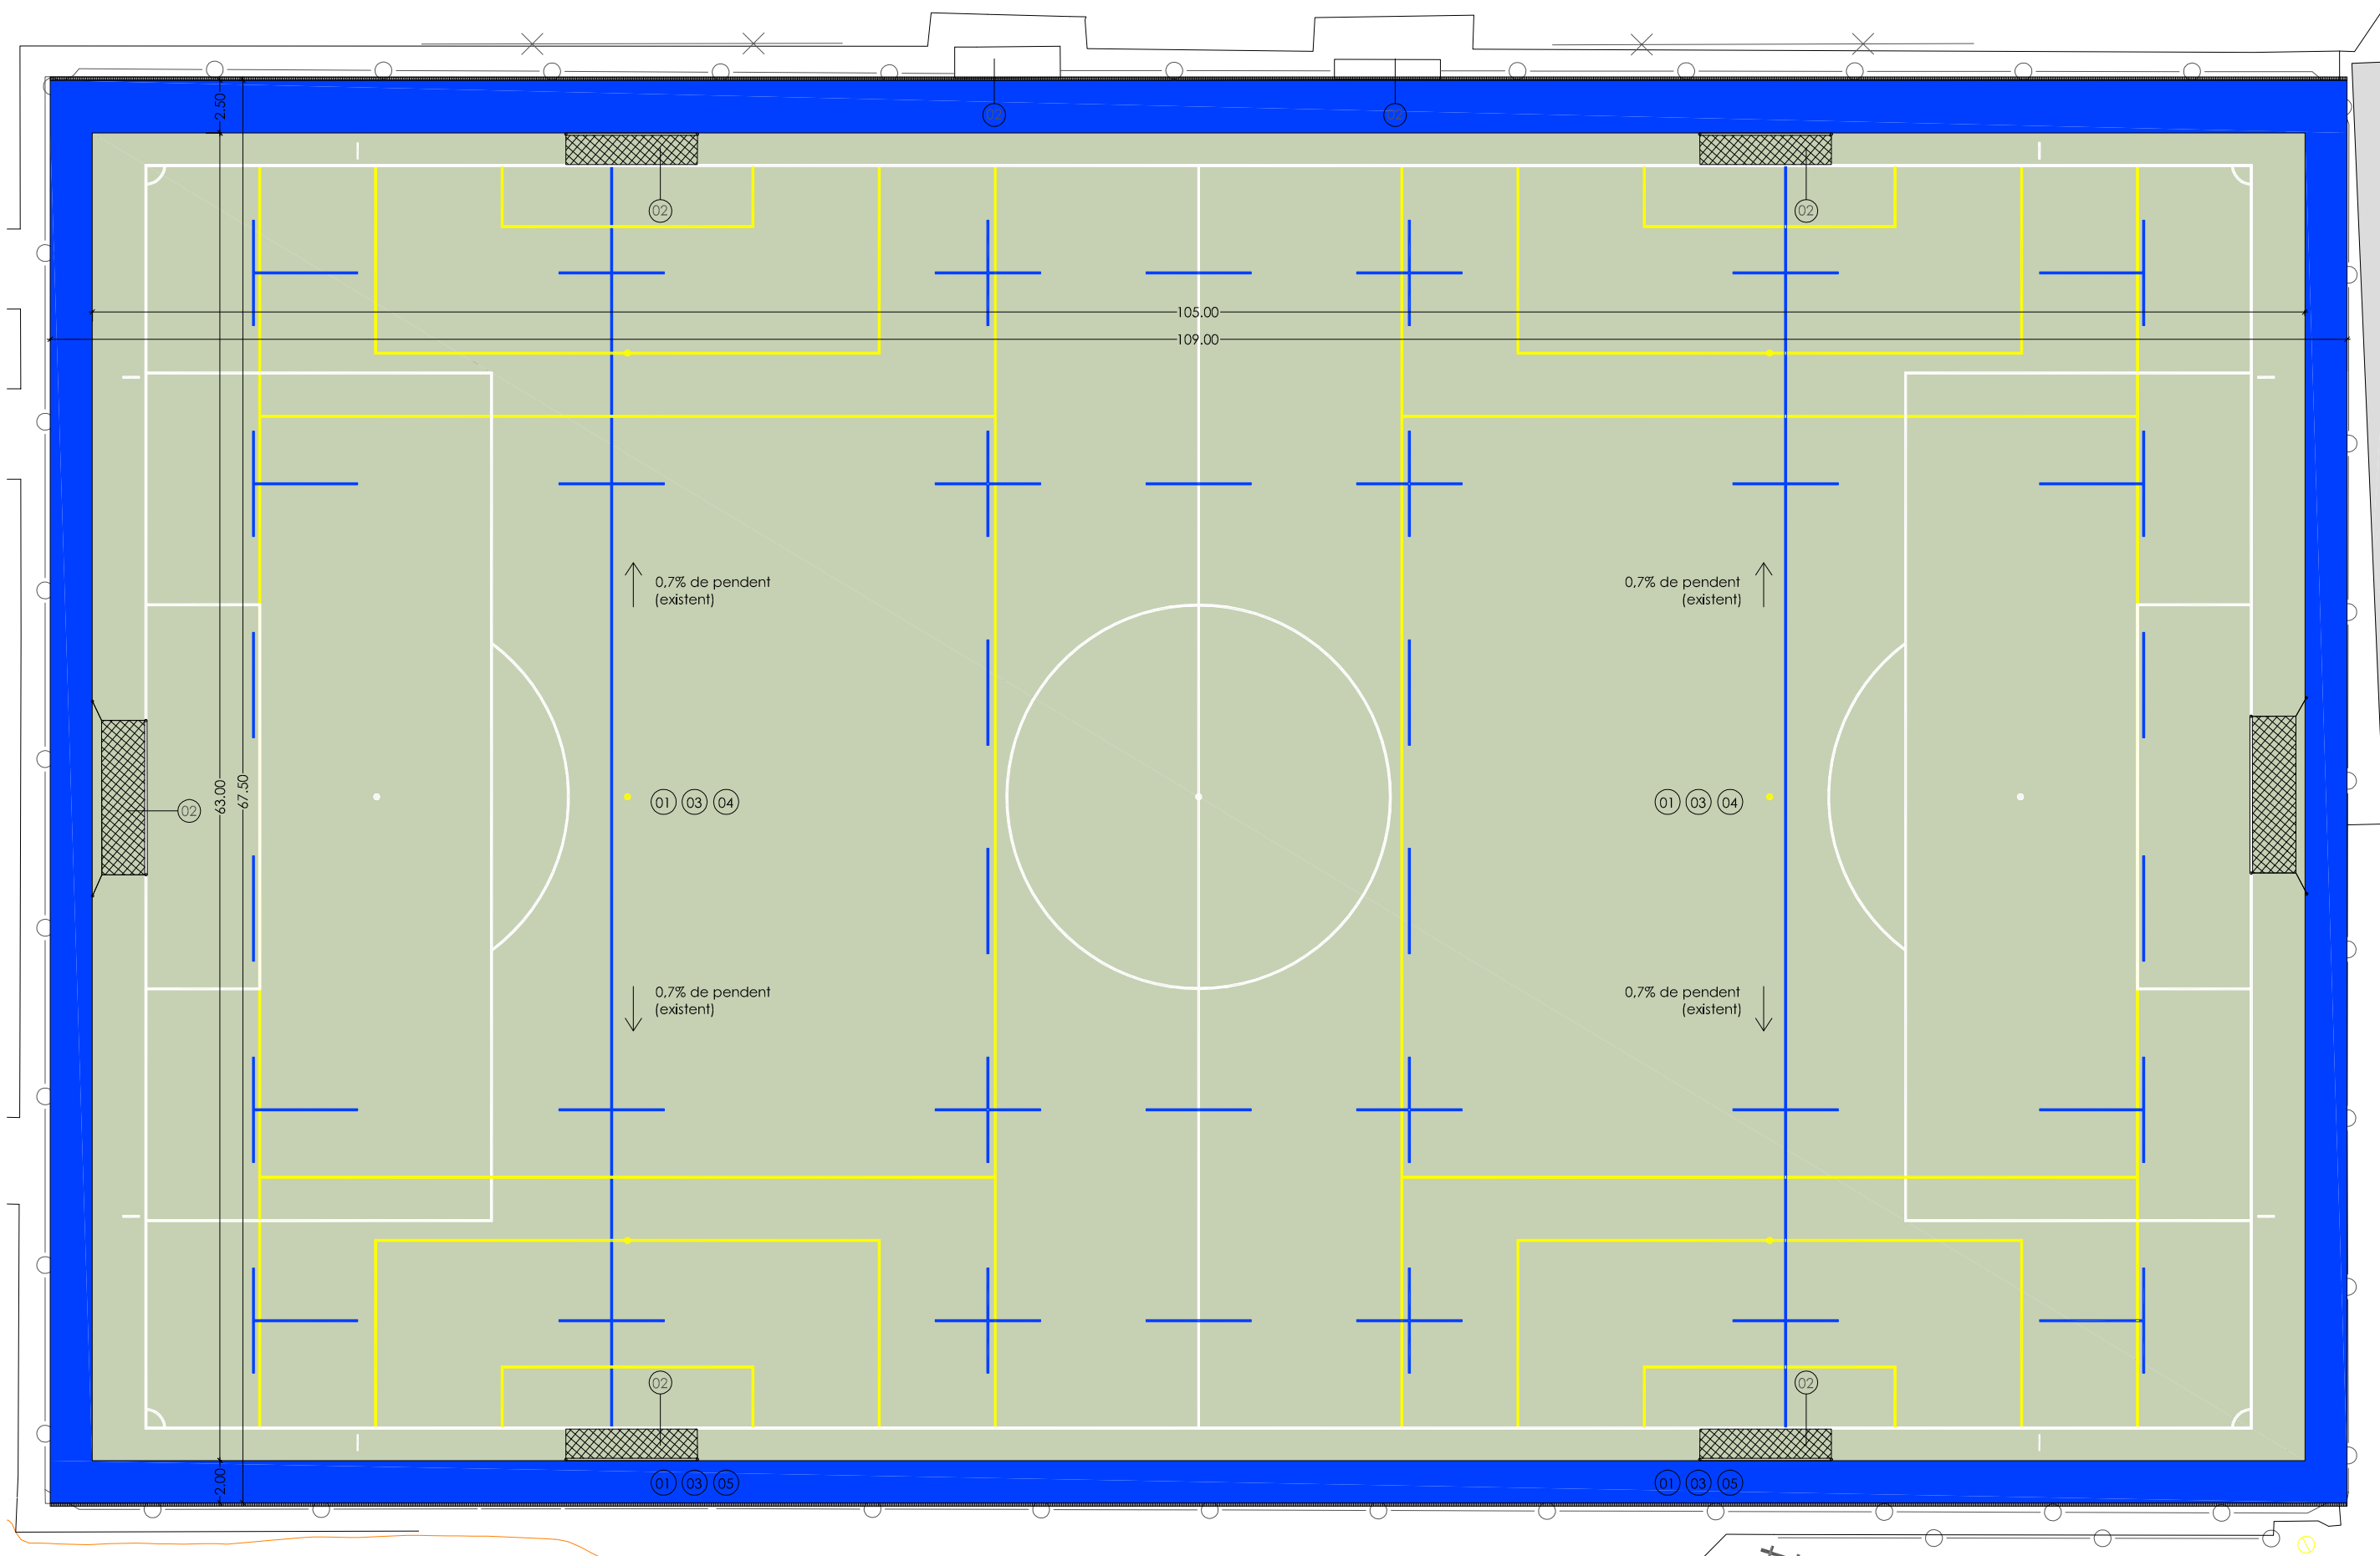 2.50
02
02
02
02
105.00
109.00
0,7% de pendent
(existent)
0,7% de pendent
(existent)
63.00
67.50
02
01 03 04
01 03 04
0,7% de pendent
(existent)
0,7% de pendent
(existent)
02
02
2.00
01 03 05
01 03 05